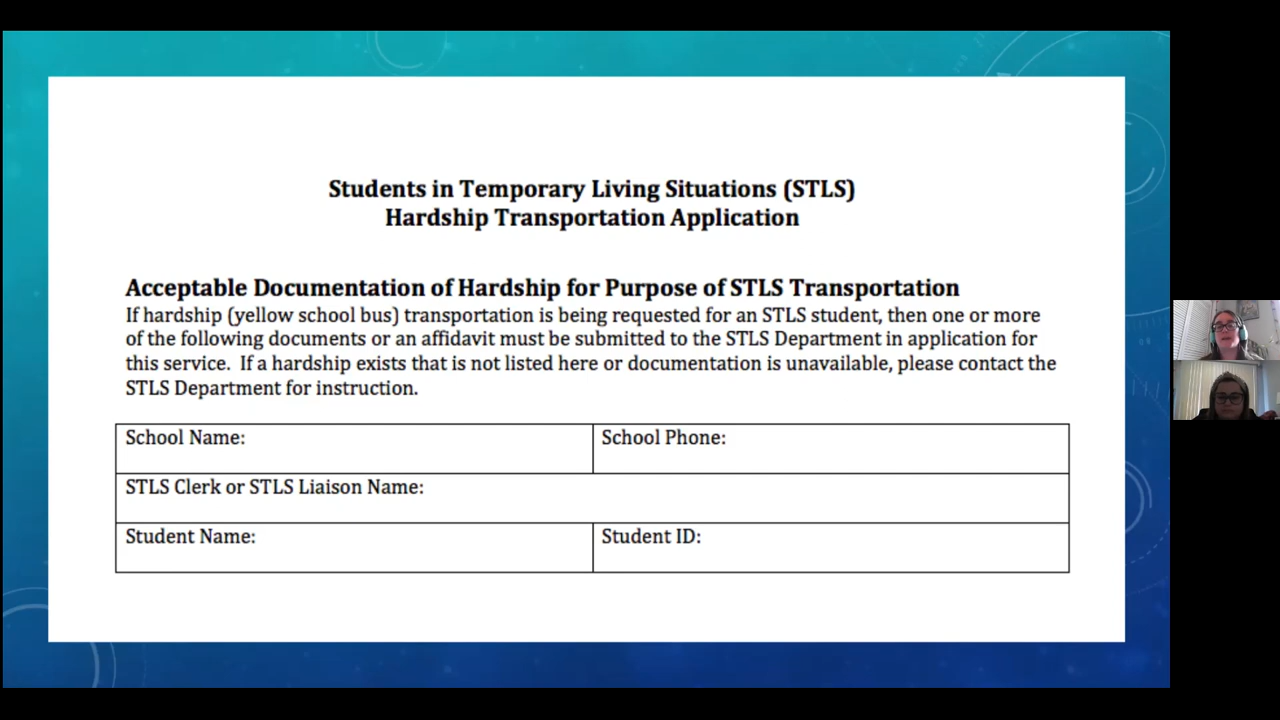 Students in Temporary Living Situations (STLS)
Hardship Transportation Application
Acceptable Documentation of Hardship for Purpose of STLS Transportation
If hardship (yellow school bus) transportation is being requested for an STLS student, then one or more
of the following documents or an affidavit must be submitted to the STLS Department in application for
this service.  If a hardship exists that is not listed here or documentation is unavailable, please contact the
STLS Department for instruction.
School Name:
School Phone:
STLS Clerk or STLS Liaison Name:
Student Name:
Student ID: